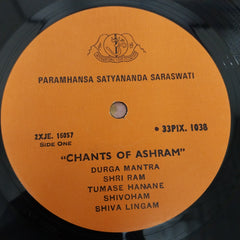 PARAMHANSA SATYANANDA SARASWATI
2XJE. 16057
Side One
• 33PIX. 1038
"CHANTS OF ASHRAM"
DURGA MANTRA
SHRI RAM
TUMASE HANANE
SHIVOHAM
SHIVA LINGAM